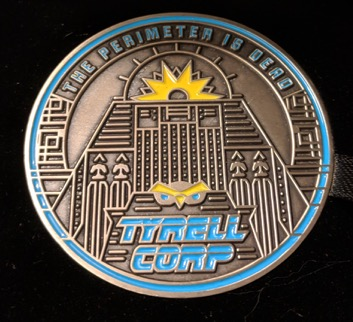 THE PERIMETER IS DEAD
TYRELL
CORP